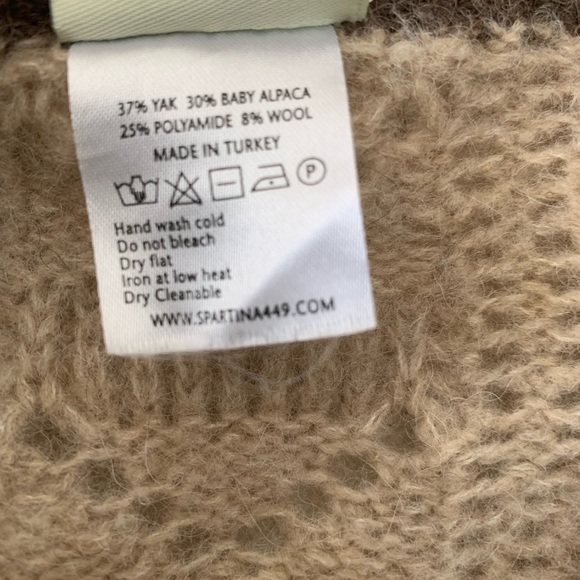 37% YAK 30% BABY ALPACA
25% POLYAMIDE 8% WOOL
MADE IN TURKEY
P
Hand wash cold
Do not bleach
Dry flat
Iron at low heat
Dry Cleanable
WWW.SPARTINA449.COM